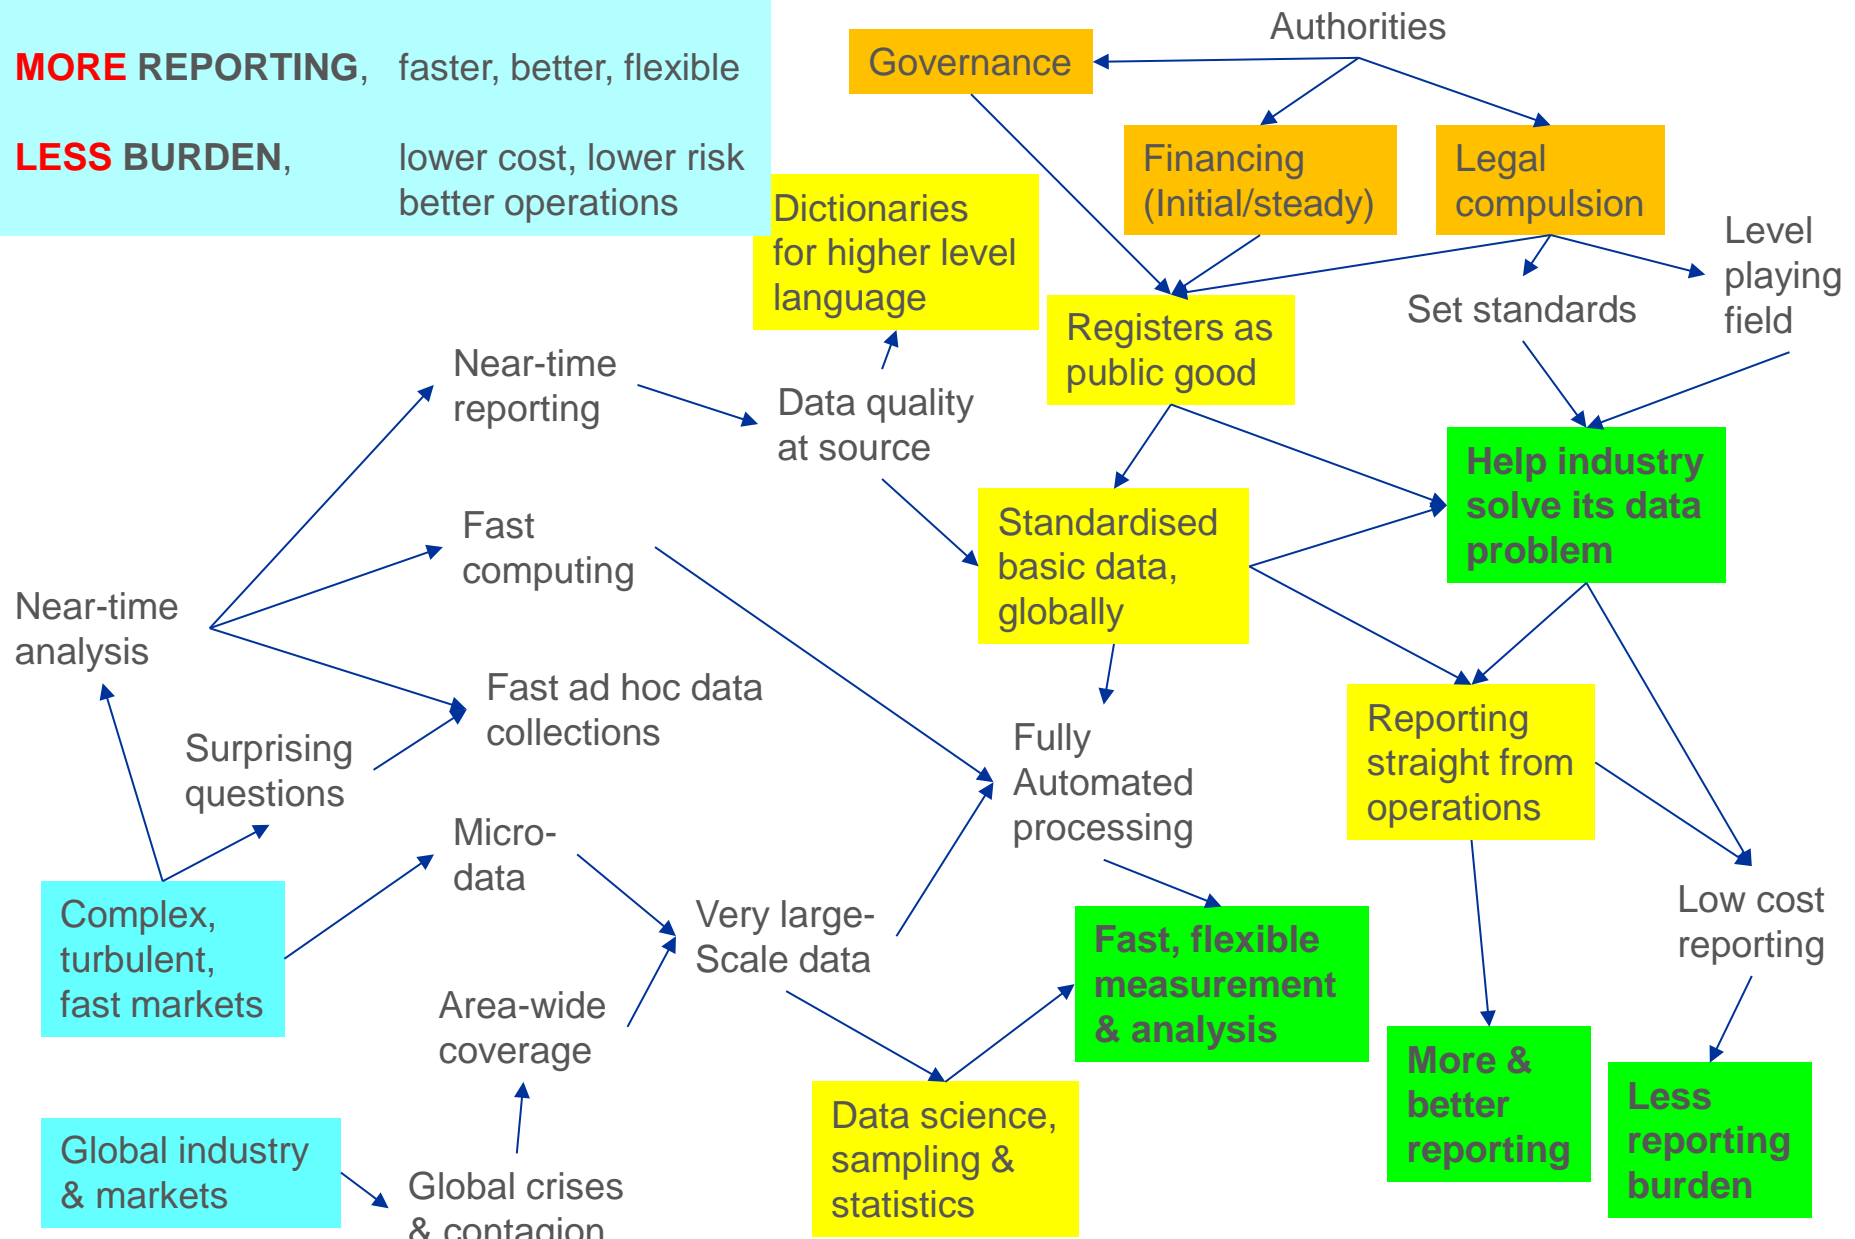 MORE REPORTING, faster, better, flexible
LESS BURDEN, lower cost, lower risk
better operations
Authorities
Governance
Financing
(Initial/steady)
Legal
compulsion
Dictionaries
for higher level
language
Level
playing
field
Set standards
Registers as
public good
Near-time
reporting
Data quality
at source
Help industry
solve its data
problem
Fast
computing
Standardised
basic data,
globally
Near-time
analysis
Fast ad hoc data
collections
Surprising
questions
Fully
Automated
processing
Reporting
straight from
operations
Micro-
data
Complex,
turbulent,
fast markets
Very large-
Scale data
Fast, flexible
measurement
& analysis
Low cost
reporting
Area-wide
coverage
More &
better
reporting
Less
reporting
burden
Data science,
sampling &
statistics
Global industry
& markets
Global crises
& contagion